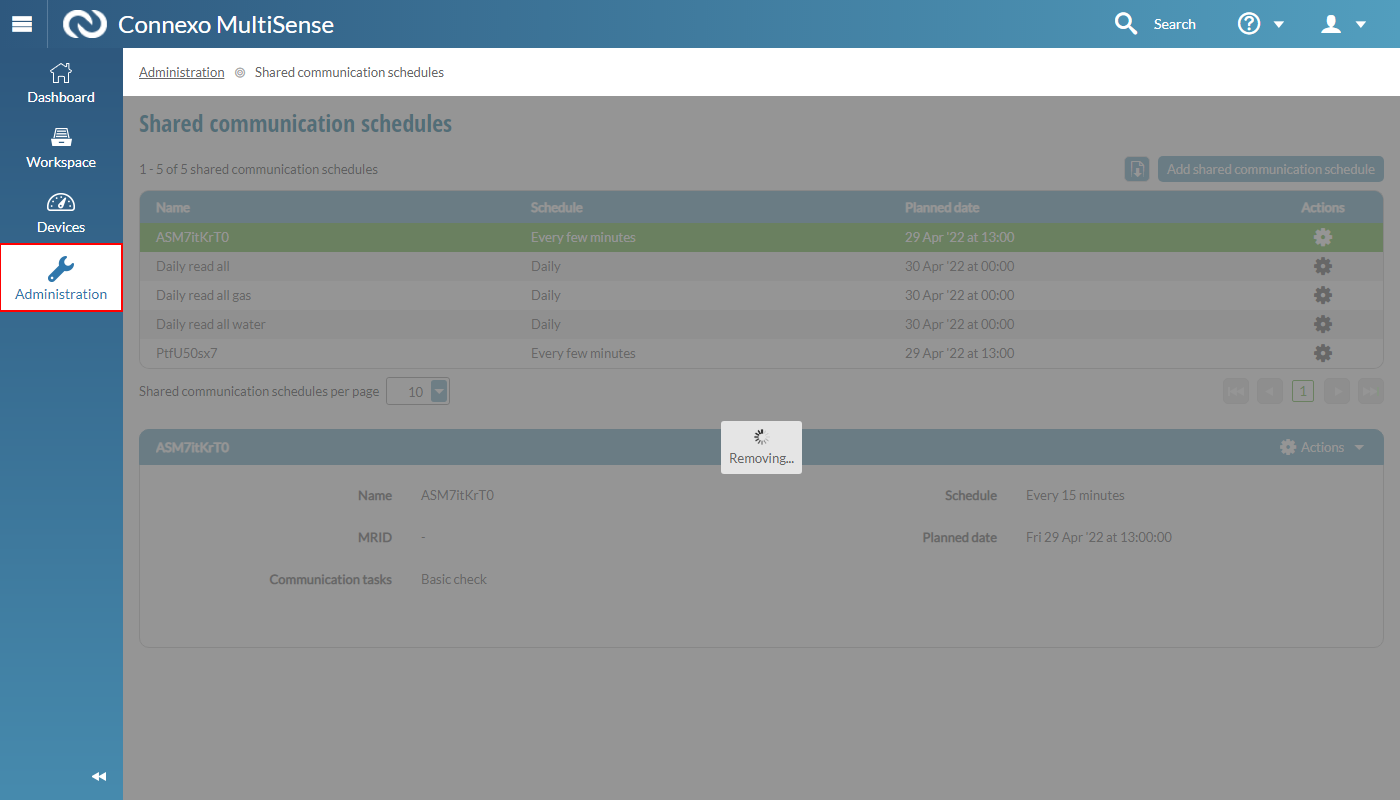 Connexo MultiSense
Search
Dashboard
Workspace
Devices
Administration
Administration Shared communication schedules
Shared communication schedules
1 - 5 of 5 shared communication schedules
Add shared communication schedule
Name Schedule Planned date Actions
ASM7itKrT0 Every few minutes 29 Apr '22 at 13:00
Daily read all Daily 30 Apr '22 at 00:00
Daily read all gas Daily 30 Apr '22 at 00:00
Daily read all water Daily 30 Apr '22 at 00:00
PtfU50sx7 Every few minutes 29 Apr '22 at 13:00
Shared communication schedules per page 10
1
ASM7itKrT0 Actions
Removing...
Name ASM7itKrT0 Schedule Every 15 minutes
MRID - Planned date Fri 29 Apr '22 at 13:00:00
Communication tasks Basic check